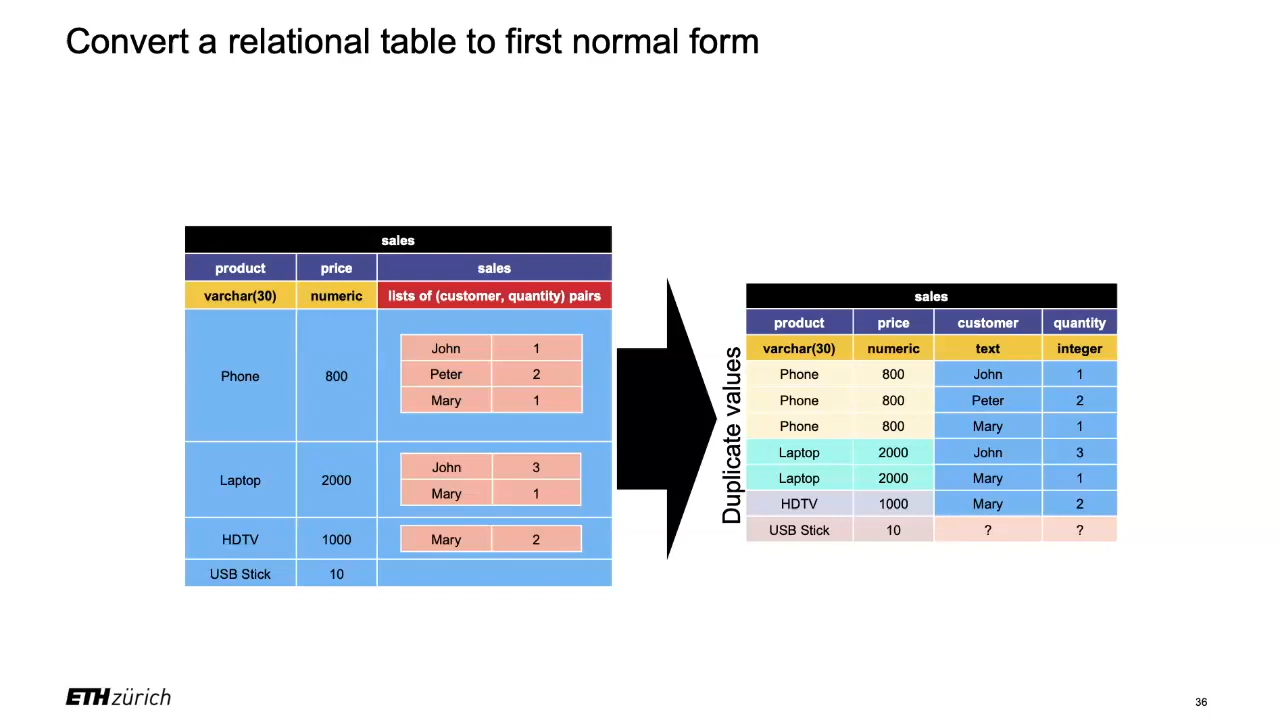 Convert a relational table to first normal form
sales
product price sales
varchar(30) numeric lists of (customer, quantity) pairs
Phone 800
John 1
Peter 2
Mary 1
Laptop 2000
John 3
Mary 1
HDTV 1000 Mary 2
USB Stick 10
Duplicate values
sales
product price customer quantity
varchar(30) numeric text integer
Phone 800 John 1
Phone 800 Peter 2
Phone 800 Mary 1
Laptop 2000 John 3
Laptop 2000 Mary 1
HDTV 1000 Mary 2
USB Stick 10 ? ?
ETH zürich
36